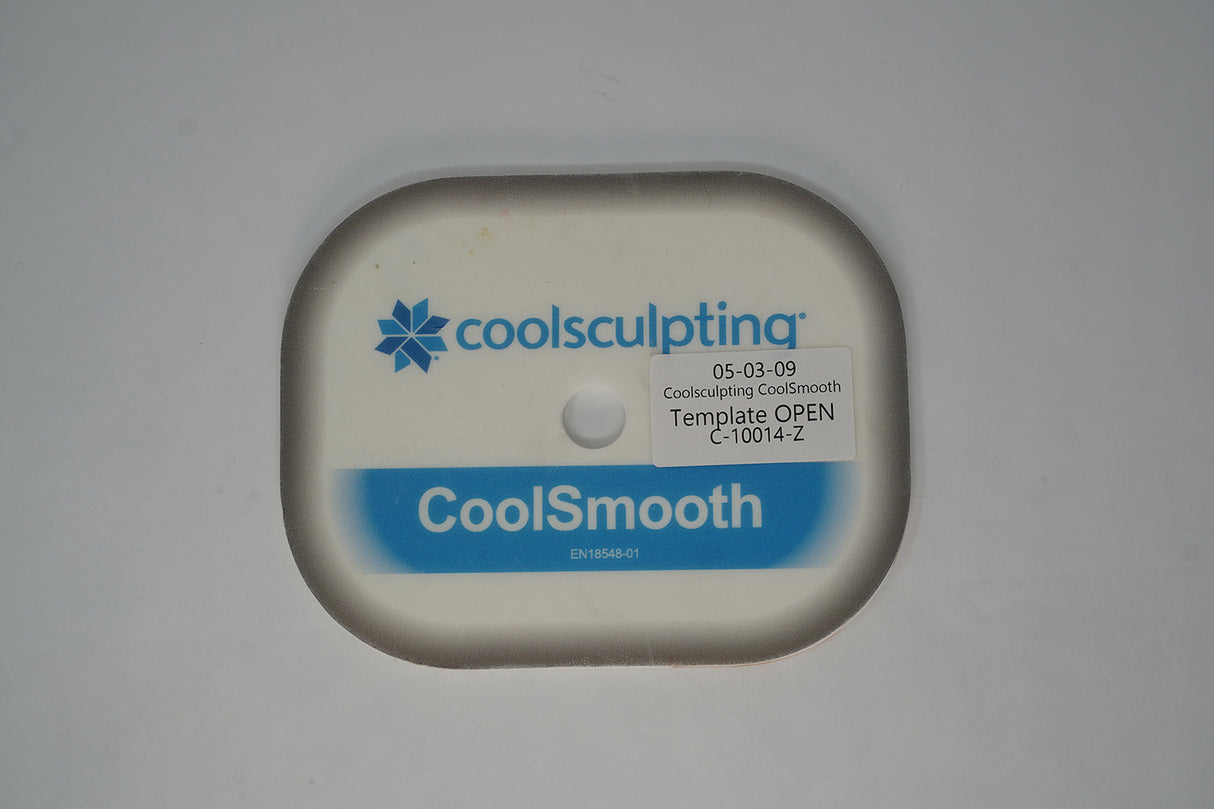 coolsculpting®
05-03-09
Coolsculpting CoolSmooth
Template OPEN
C-10014-Z
CoolSmooth
EN18548-01